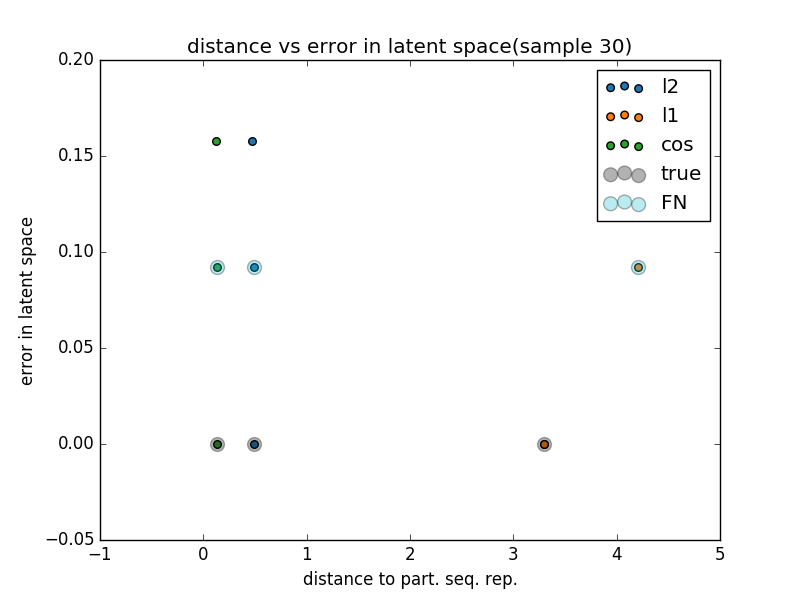 distance vs error in latent space(sample 30)
0.20
0.15
0.10
0.05
0.00
−0.05
error in latent space
l2
l1
cos
true
FN
−1 0 1 2 3 4 5
distance to part. seq. rep.